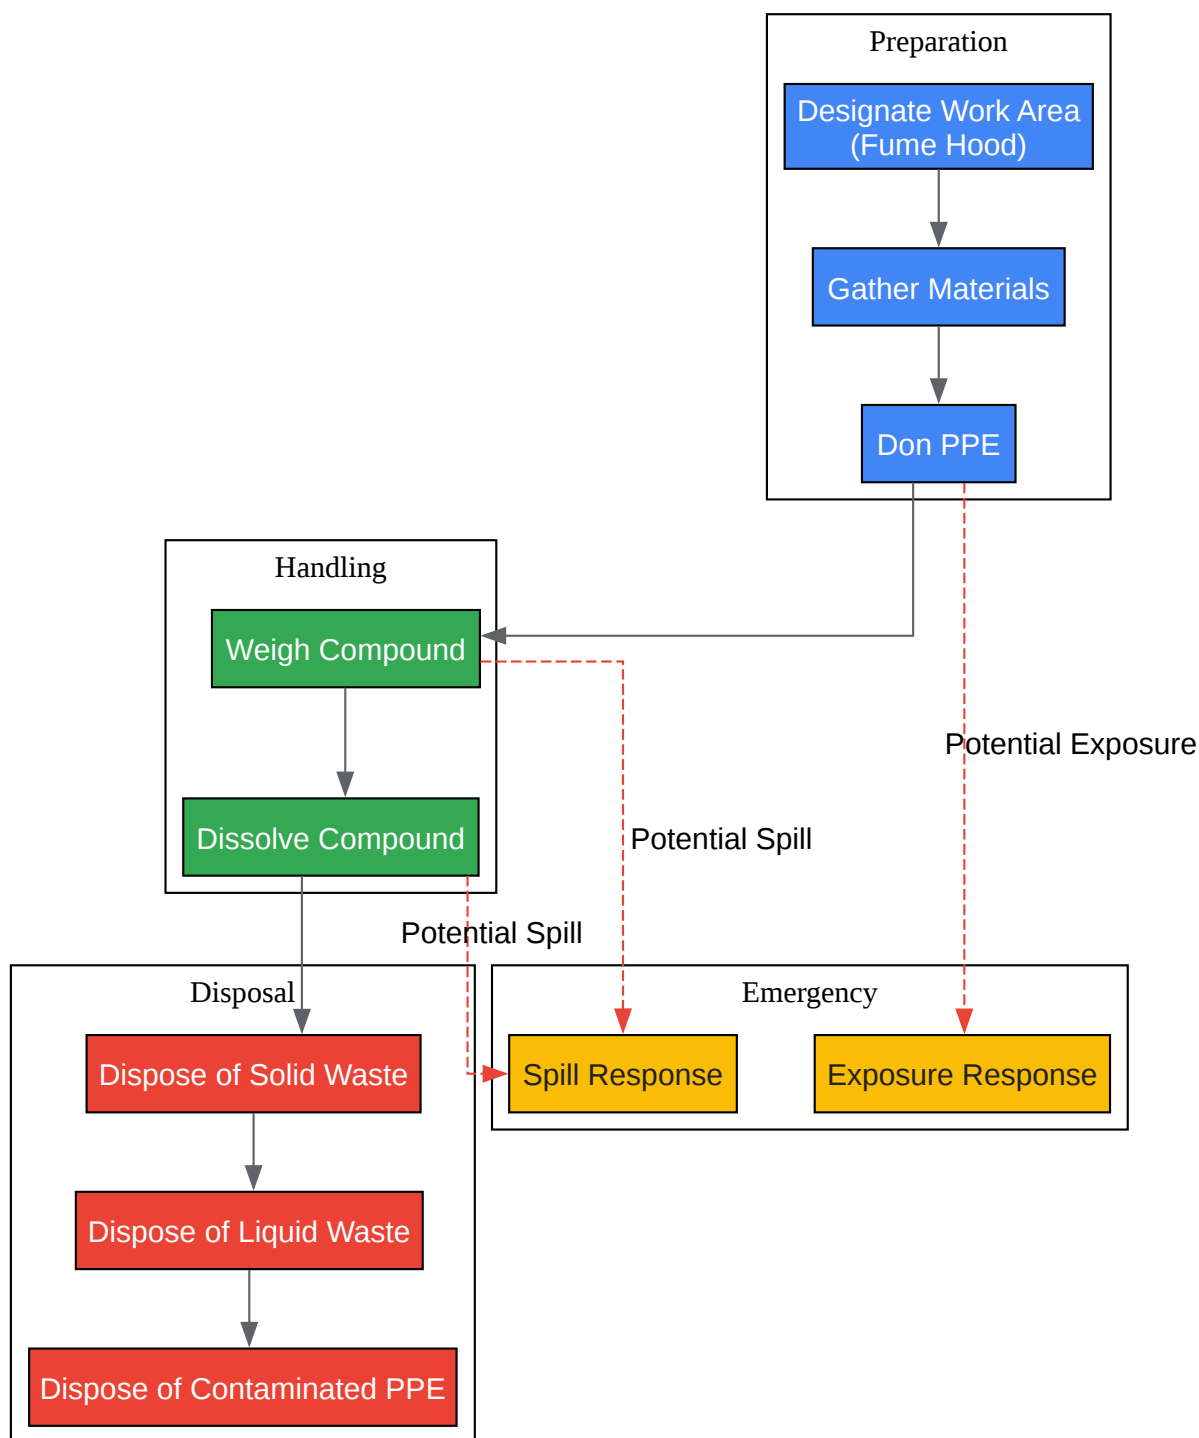 Preparation
Designate Work Area
(Fume Hood)
Gather Materials
Don PPE
Handling
Weigh Compound
Potential Exposure
Dissolve Compound
Potential Spill
Potential Spill
Disposal
Emergency
Dispose of Solid Waste
Spill Response
Exposure Response
Dispose of Liquid Waste
Dispose of Contaminated PPE